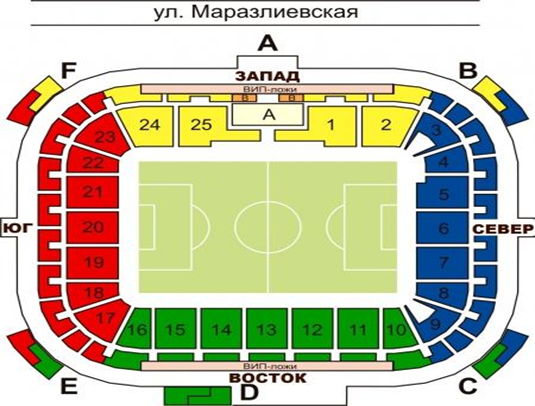 ул. Маразлиевская
A
F
ЗАПАД
B
ВИП-ложи
В В
А
24 25 1 2
23 3
22 4
21 5
ЮГ 20 6 СЕВЕР
19 7
18 8
17 9
16 15 14 13 12 11 10
ВИП-ложи
ВОСТОК
E D C